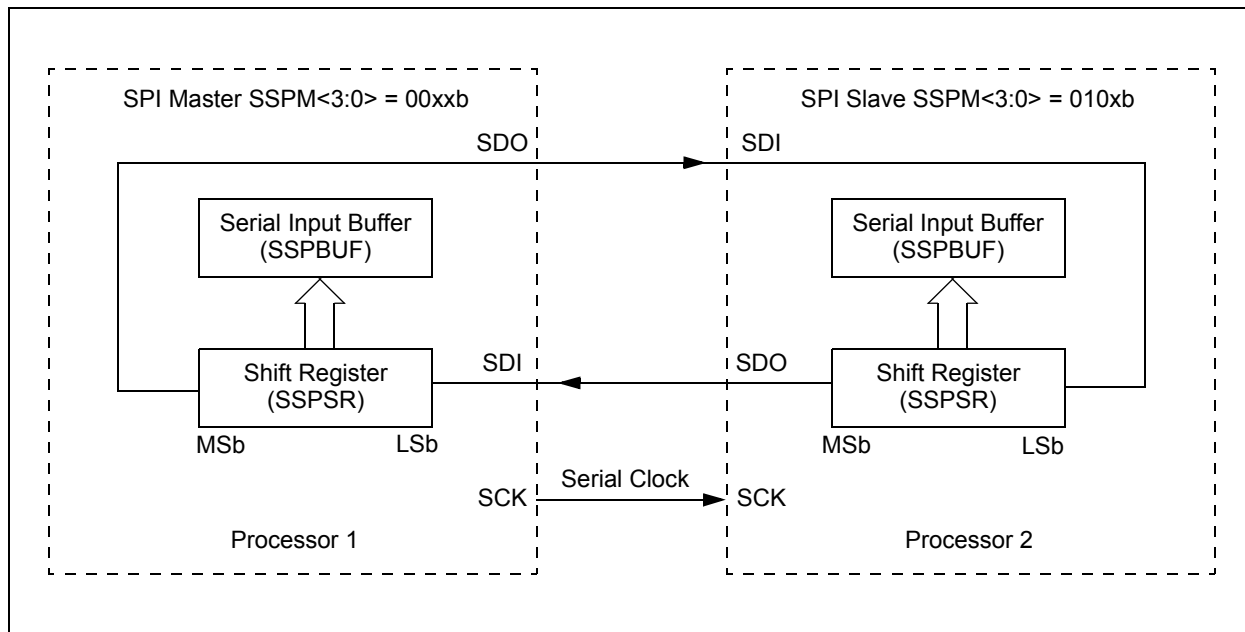 SPI Master SSPM<3:0> = 00xxb
SDO
Serial Input Buffer
(SSPBUF)
Shift Register
(SSPSR)
MSb
LSb
SDI
SCK
Processor 1
Serial Clock
SPI Slave SSPM<3:0> = 010xb
SDI
Serial Input Buffer
(SSPBUF)
SDO
Shift Register
(SSPSR)
MSb
LSb
SCK
Processor 2